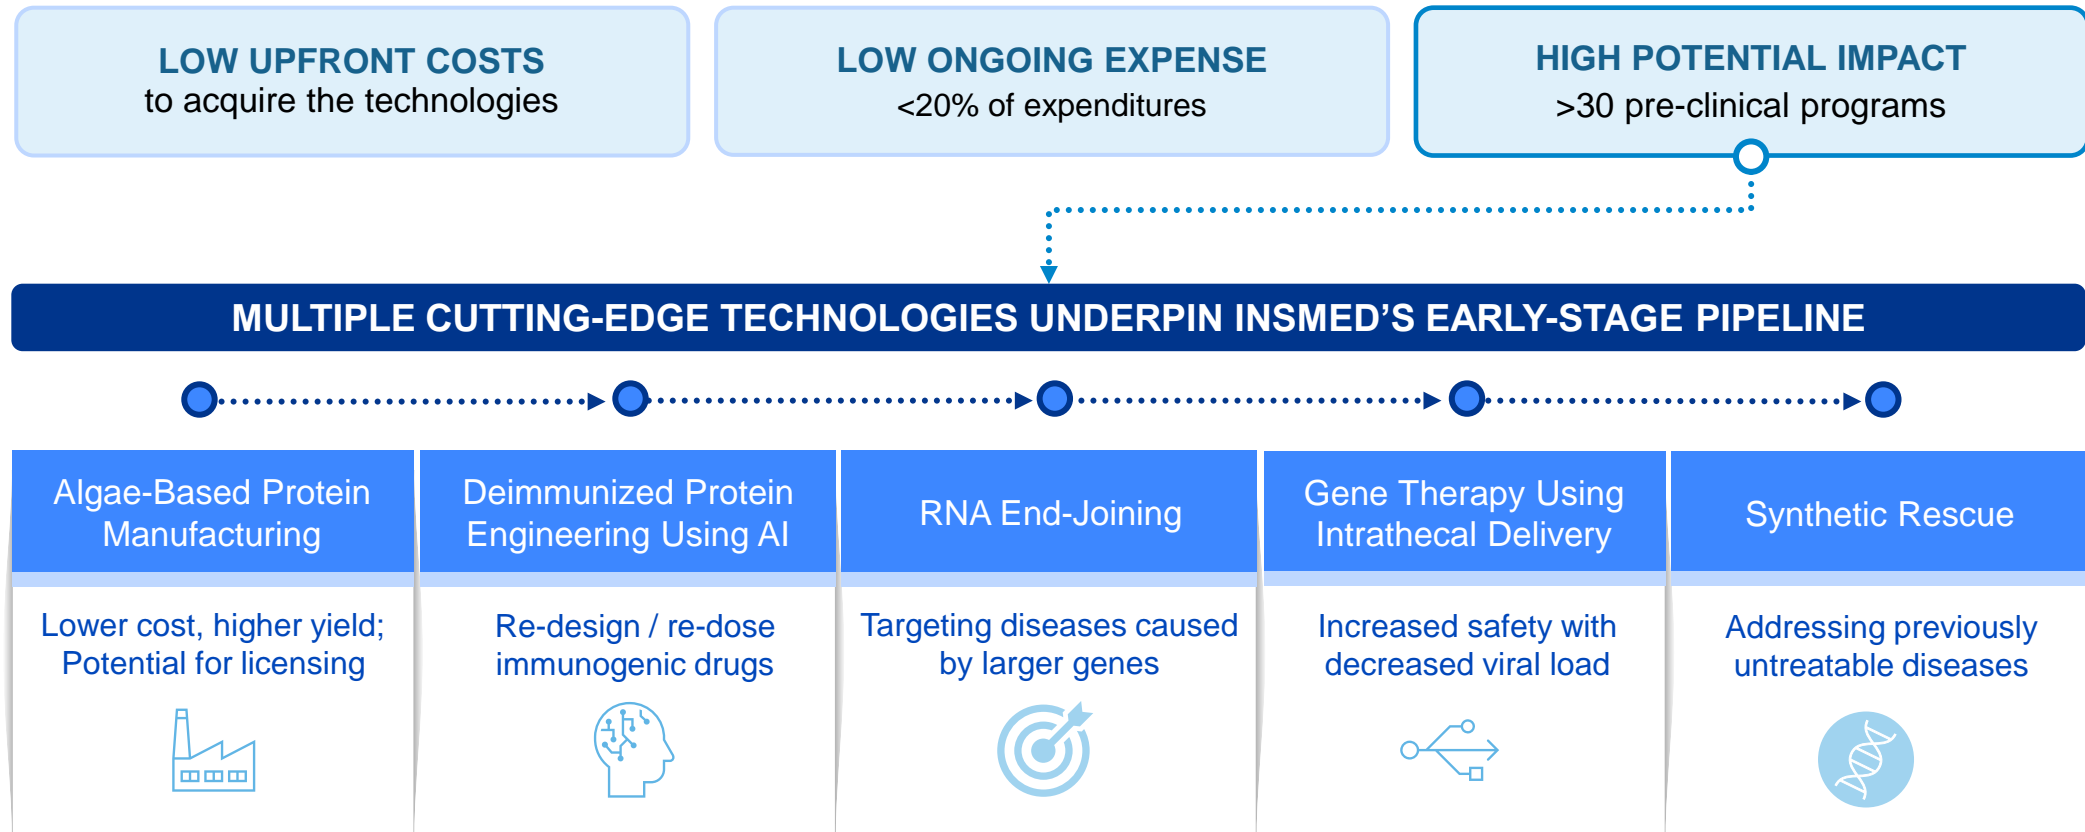 LOW UPFRONT COSTS
to acquire the technologies
LOW ONGOING EXPENSE
<20% of expenditures
HIGH POTENTIAL IMPACT
>30 pre-clinical programs
MULTIPLE CUTTING-EDGE TECHNOLOGIES UNDERPIN INSMED’S EARLY-STAGE PIPELINE
Algae-Based Protein
Manufacturing
Lower cost, higher yield;
Potential for licensing
Deimmunized Protein
Engineering Using AI
Re-design / re-dose
immunogenic drugs
RNA End-Joining
Targeting diseases caused
by larger genes
Gene Therapy Using
Intrathecal Delivery
Increased safety with
decreased viral load
Synthetic Rescue
Addressing previously
untreatable diseases